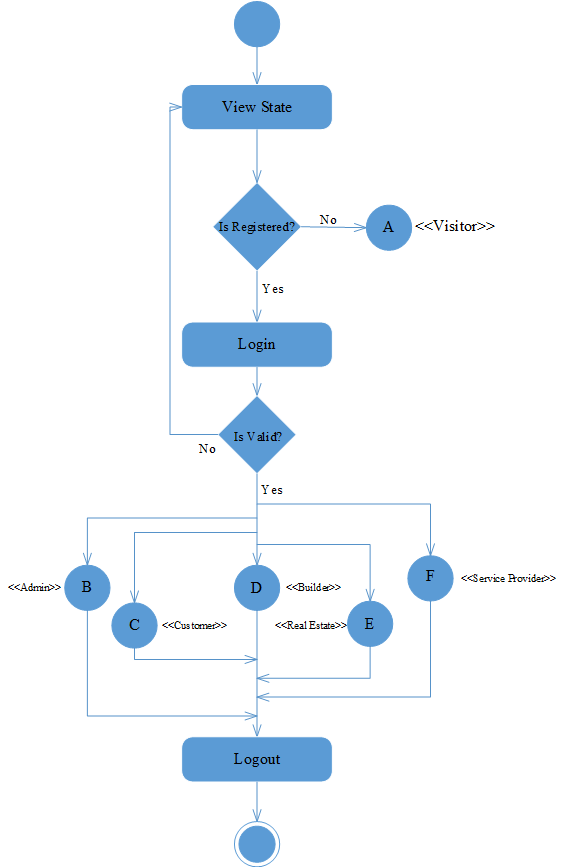 View State
Is Registered?
No
A
<<Visitor>>
Yes
Login
Is Valid?
No
Yes
<<Admin>>
B
C
<<Customer>>
D
<<Builder>>
<<Real Estate>>
E
F
<<Service Provider>>
Logout